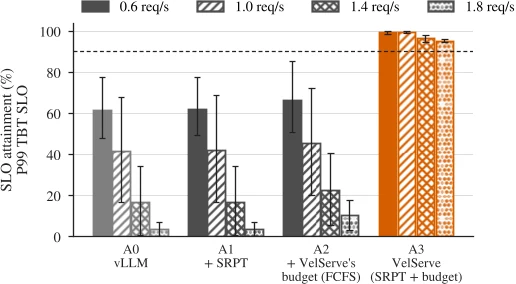 0.6 req/s 1.0 req/s 1.4 req/s 1.8 req/s
SLO attainment (%)
P99 TBT SLO
100
80
60
40
20
0
A0
vLLM
A1
+ SRPT
A2
+ VelServe's
budget (FCFS)
A3
VelServe
(SRPT + budget)